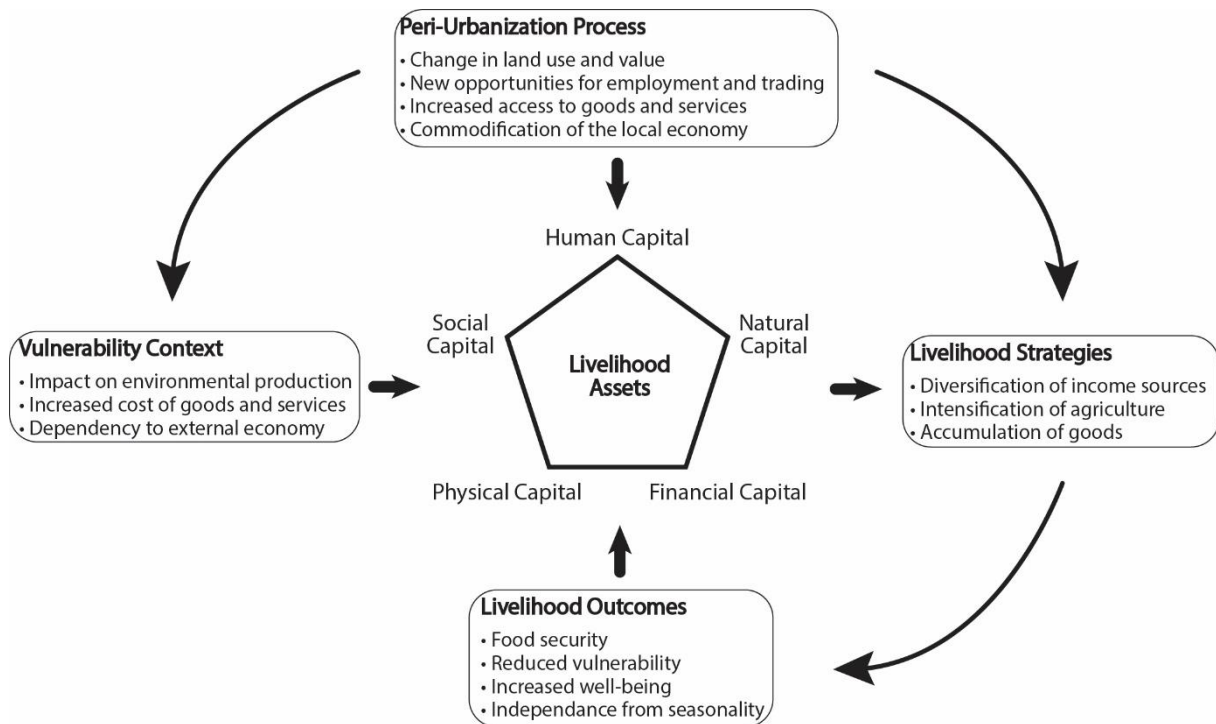 Peri-Urbanization Process
• Change in land use and value
• New opportunities for employment and trading
• Increased access to goods and services
• Commodification of the local economy
Human Capital
Social
Capital
Natural
Capital
Livelihood
Assets
Physical Capital
Financial Capital
Vulnerability Context
• Impact on environmental production
• Increased cost of goods and services
• Dependency to external economy
Livelihood Strategies
• Diversification of income sources
• Intensification of agriculture
• Accumulation of goods
Livelihood Outcomes
• Food security
• Reduced vulnerability
• Increased well-being
• Independance from seasonality